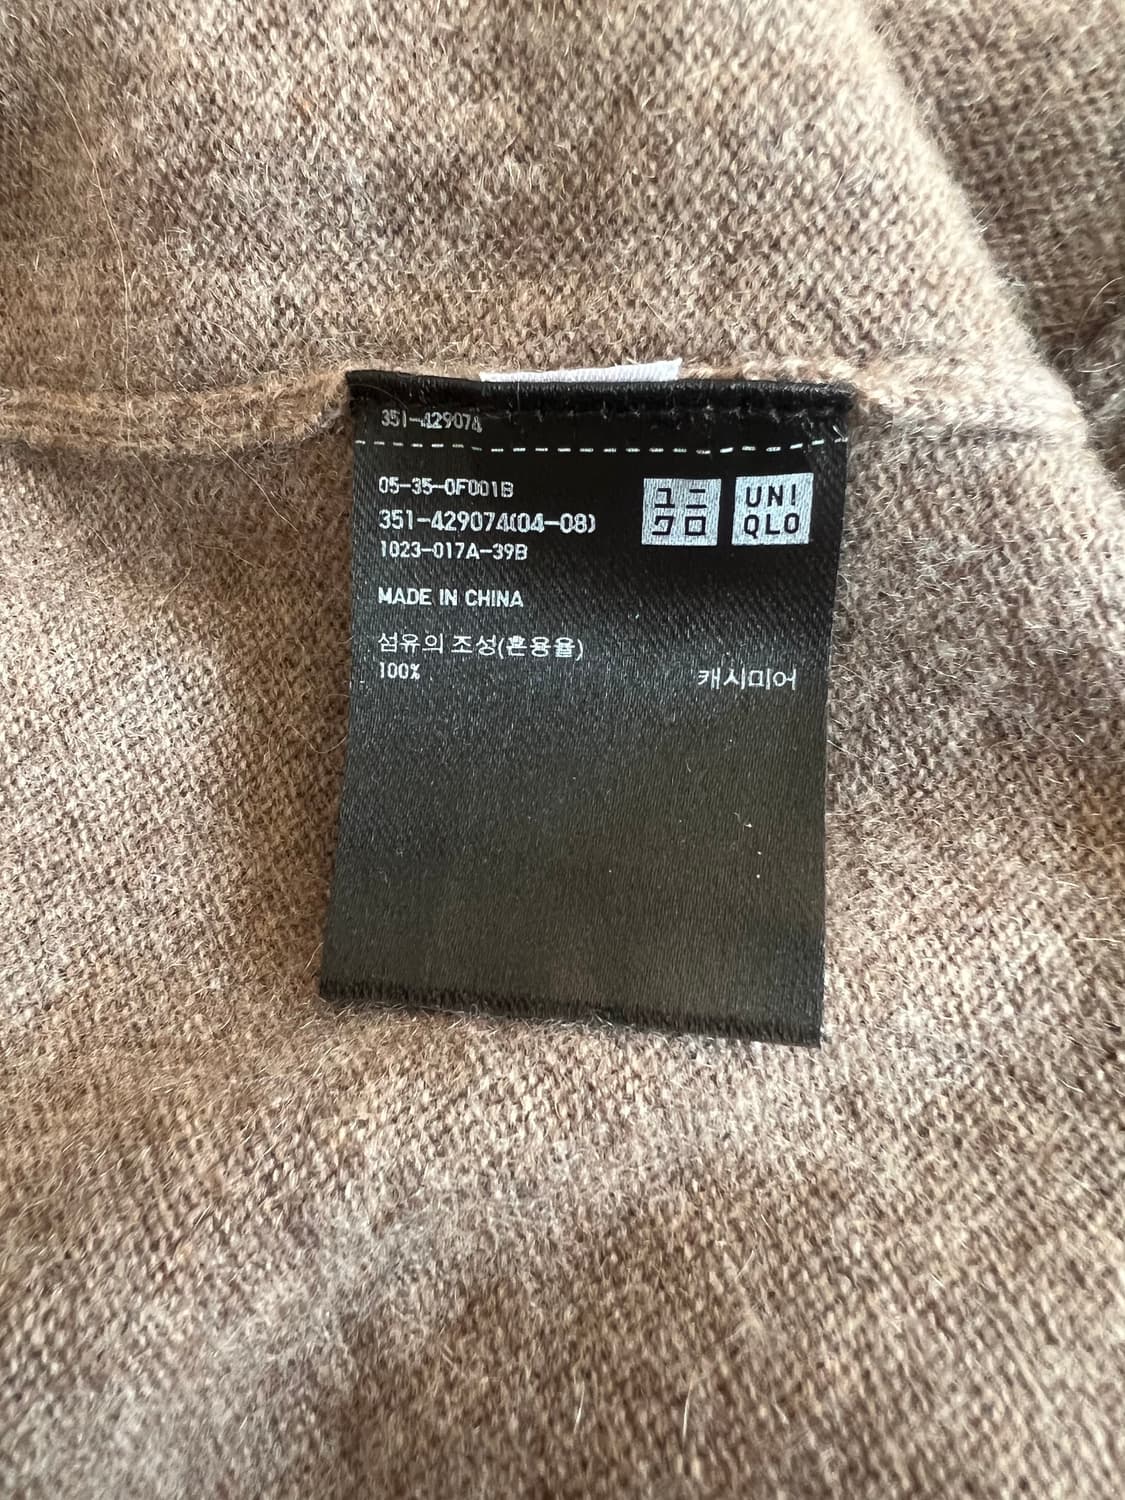 351-429074
05-35-0F001B
351-429074(04-08)
1023-017A-39B
ユニ
クロ
UNI
QLO
MADE IN CHINA
섬유의 조성(혼용율)
100% 캐시미어